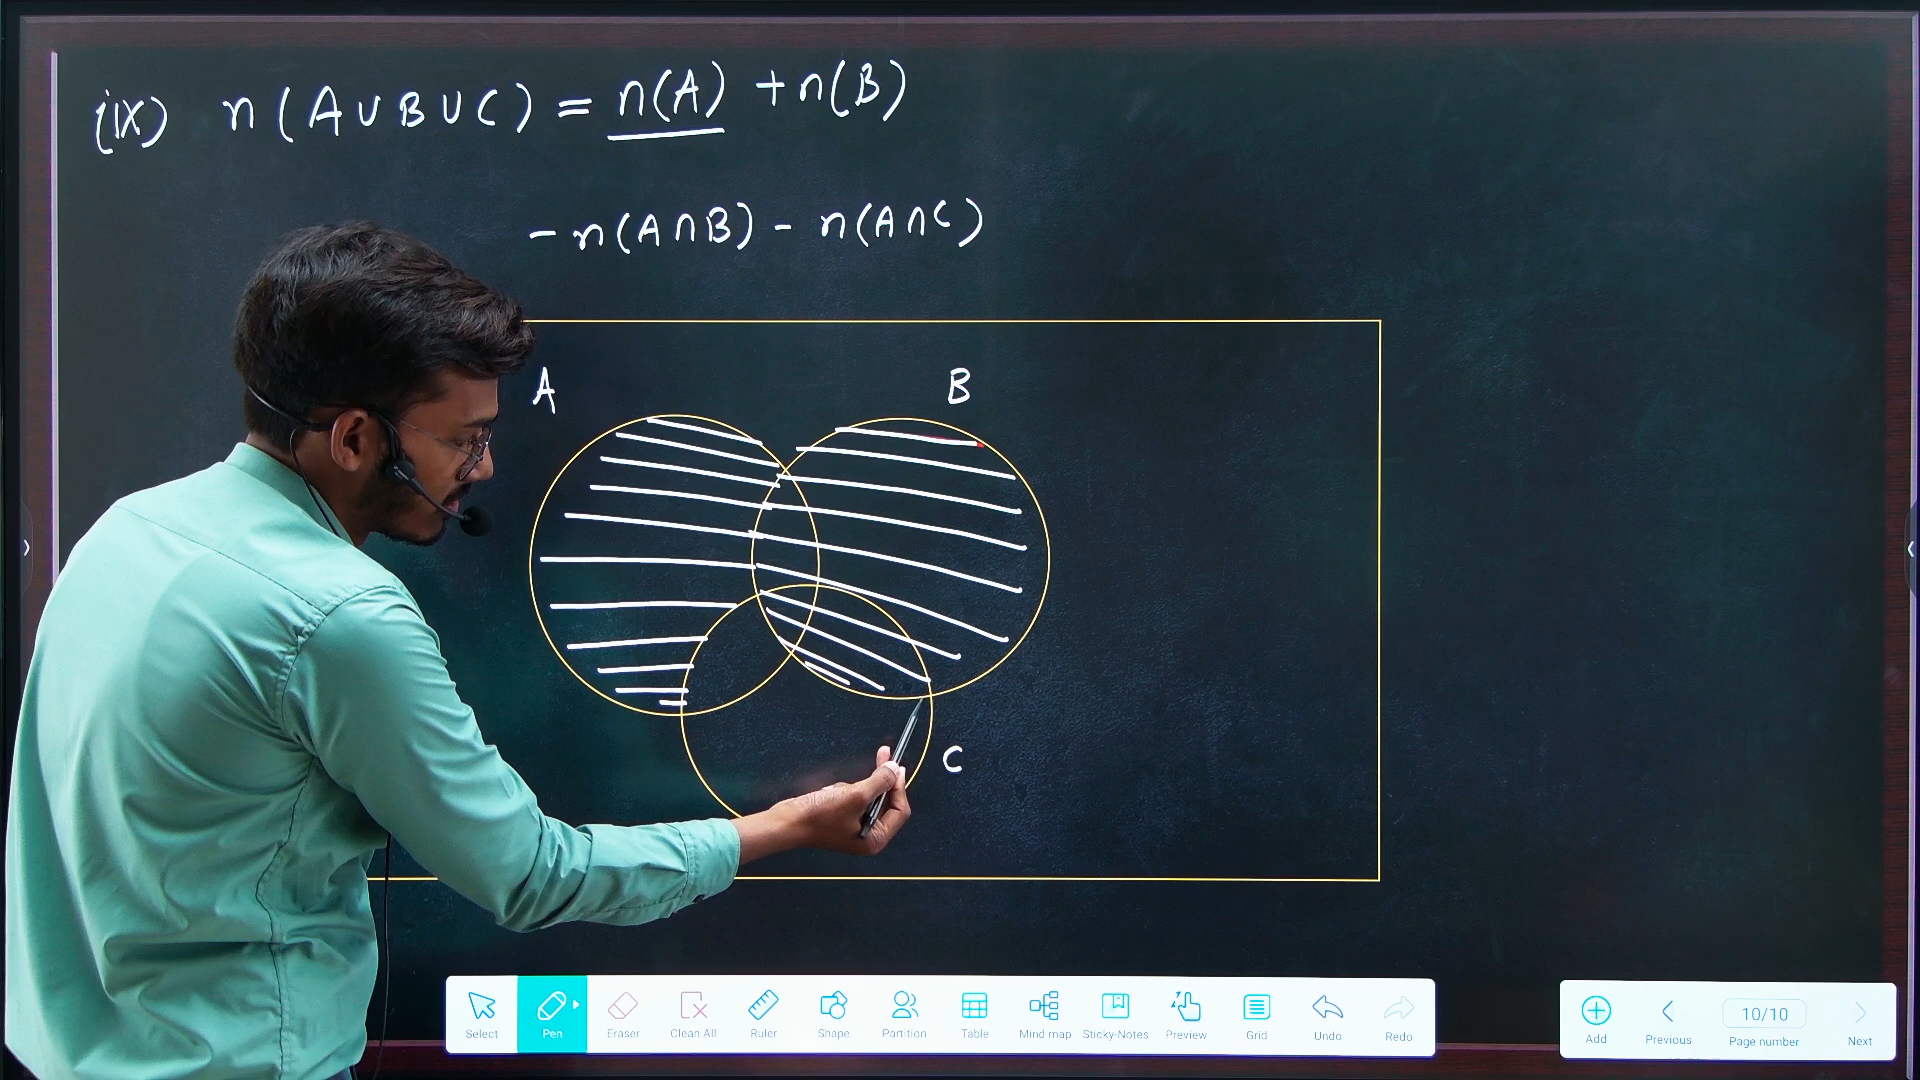 (ix) n(A∪B∪C) = n(A) + n(B)
- n(A∩B) - n(A∩C)
A
B
C
Select Pen Eraser Clean All Ruler Shape Partition Table Mind map Sticky-Notes Preview Grid Undo Redo
Add Previous 10/10 Page number Next